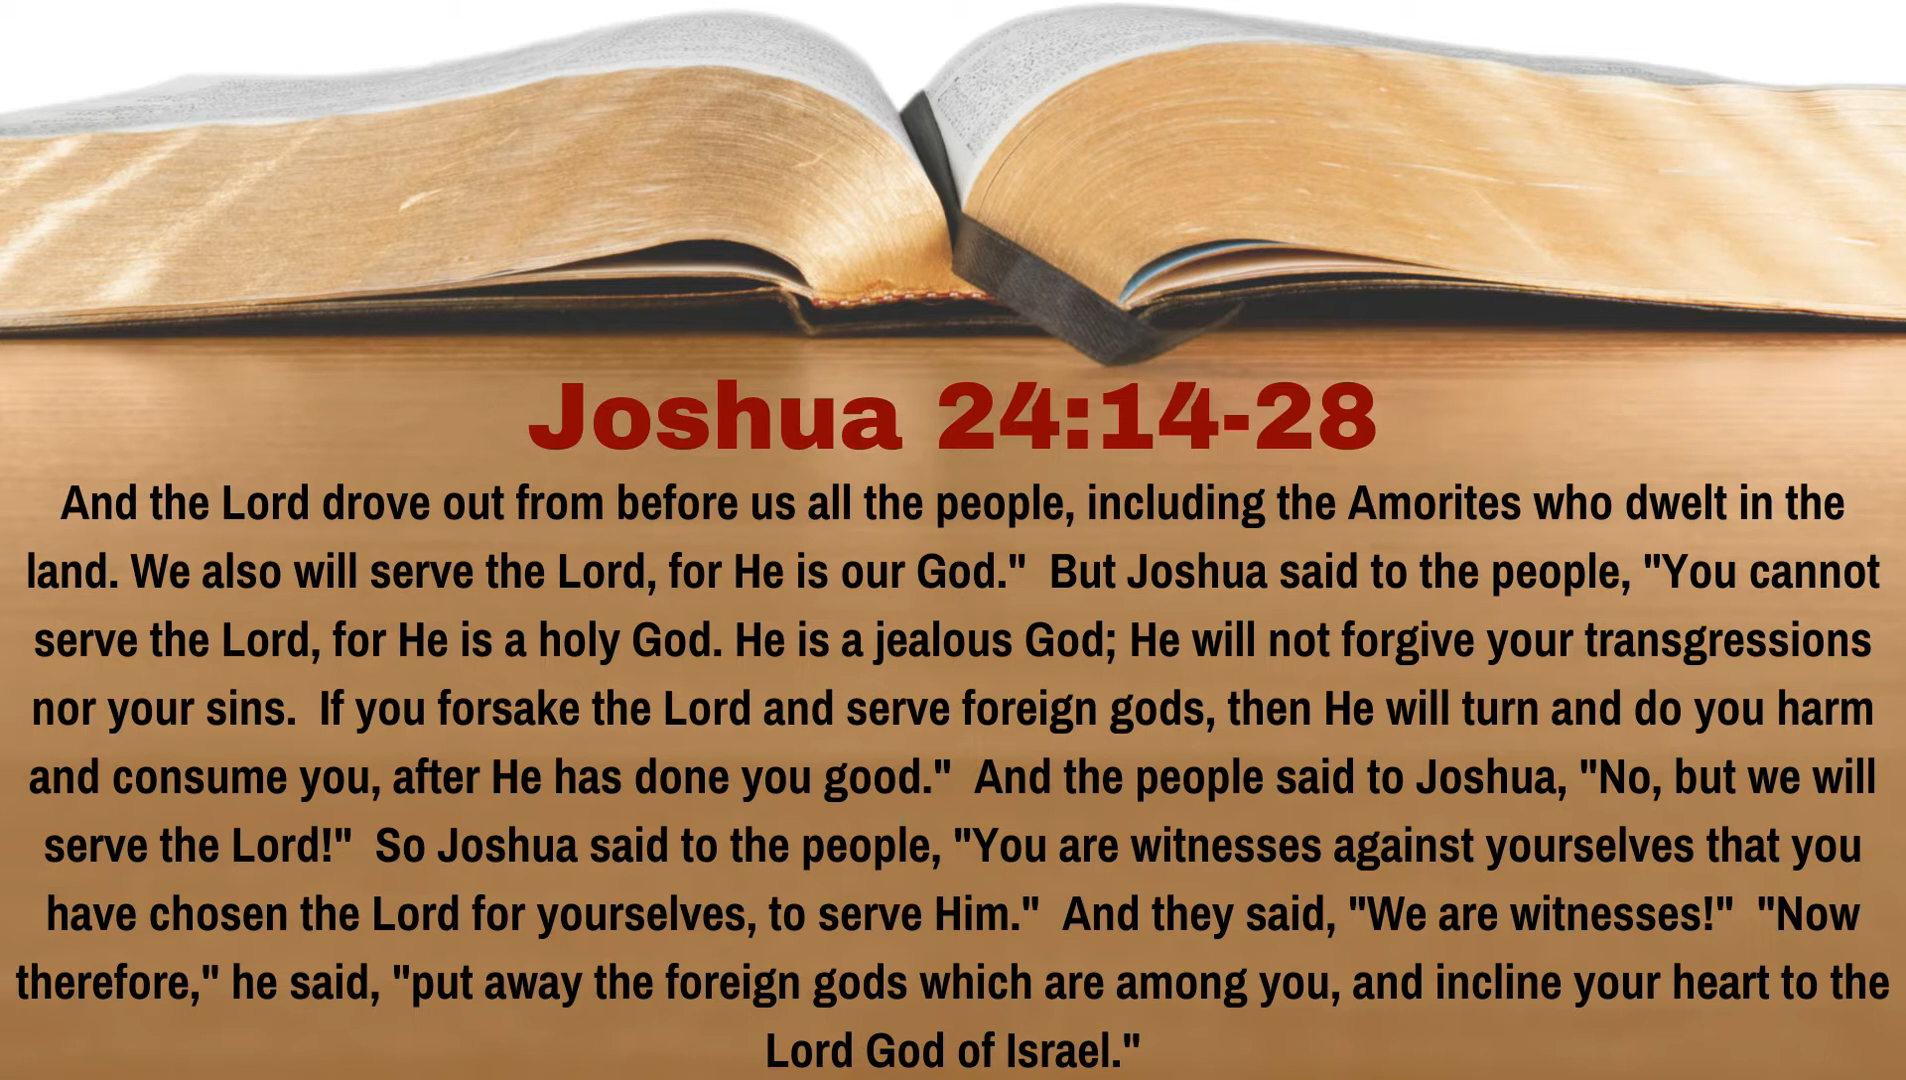 Joshua 24:14-28
And the Lord drove out from before us all the people, including the Amorites who dwelt in the
land. We also will serve the Lord, for He is our God."  But Joshua said to the people, "You cannot
serve the Lord, for He is a holy God. He is a jealous God; He will not forgive your transgressions
nor your sins.  If you forsake the Lord and serve foreign gods, then He will turn and do you harm
and consume you, after He has done you good."  And the people said to Joshua, "No, but we will
serve the Lord!"  So Joshua said to the people, "You are witnesses against yourselves that you
have chosen the Lord for yourselves, to serve Him."  And they said, "We are witnesses!"  "Now
therefore," he said, "put away the foreign gods which are among you, and incline your heart to the
Lord God of Israel."